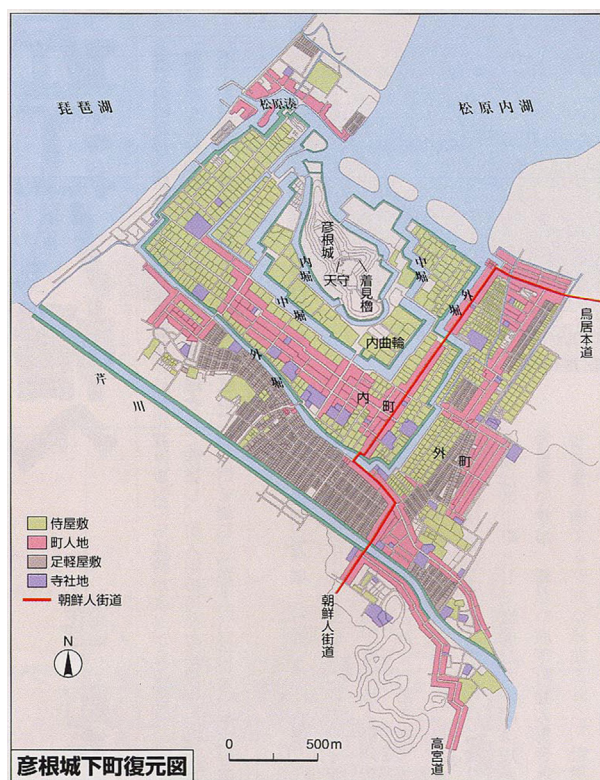 琵琶湖
松原湊
松原内湖
彦根城
天守
着見櫓
内堀
中堀
中堀
外堀
内曲輪
鳥居本道
外堀
内町
外町
芹川
侍屋敷
町人地
足軽屋敷
寺社地
朝鮮人街道
朝鮮人街道
N
0 500m
高宮道
彦根城下町復元図